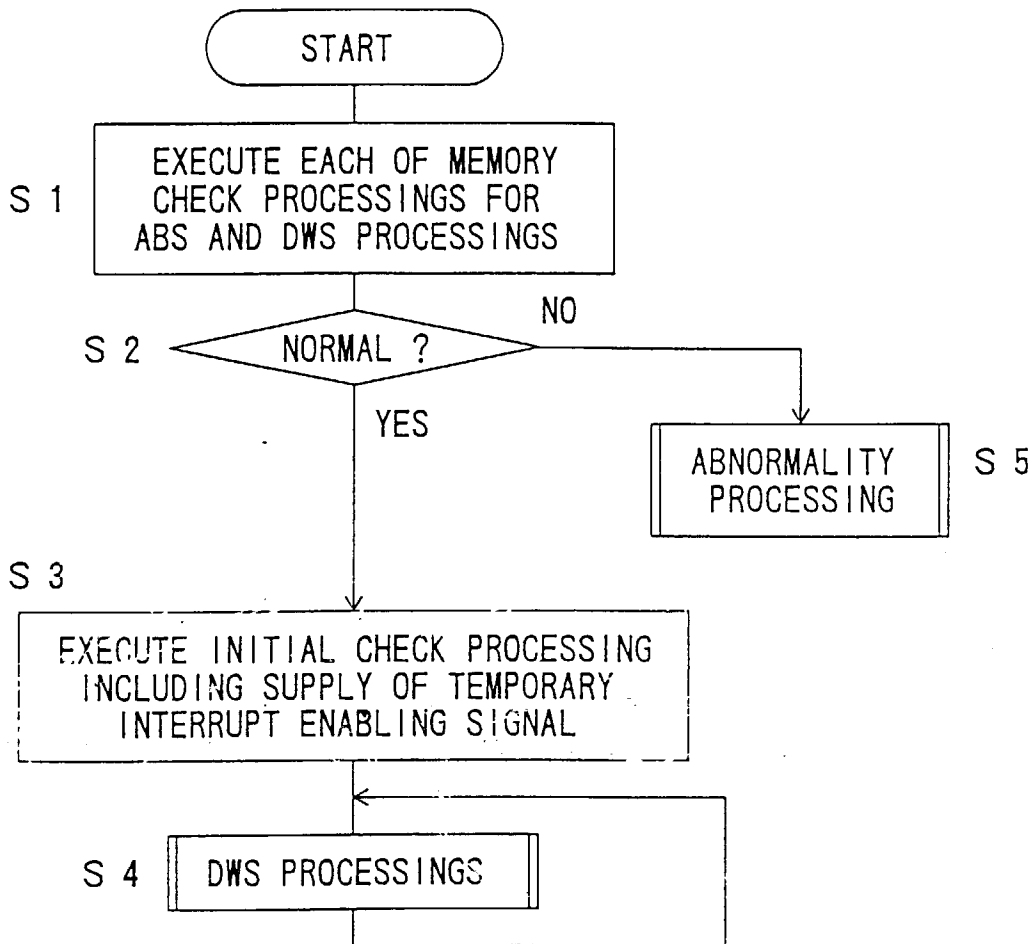 START
S 1
EXECUTE EACH OF MEMORY
CHECK PROCESSINGS FOR
ABS AND DWS PROCESSINGS
S 2
NORMAL ?
NO
YES
ABNORMALITY
PROCESSING
S 5
S 3
EXECUTE INITIAL CHECK PROCESSING
INCLUDING SUPPLY OF TEMPORARY
INTERRUPT ENABLING SIGNAL
S 4
DWS PROCESSINGS